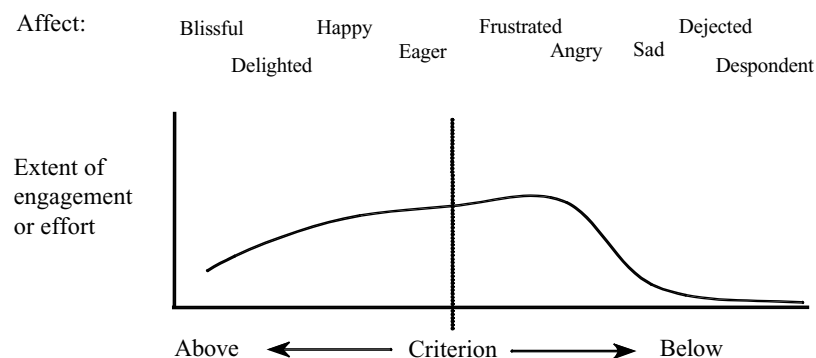 Affect:
Blissful Happy Frustrated Dejected
Delighted Eager Angry Sad Despondent
Extent of
engagement
or effort
Above Criterion Below